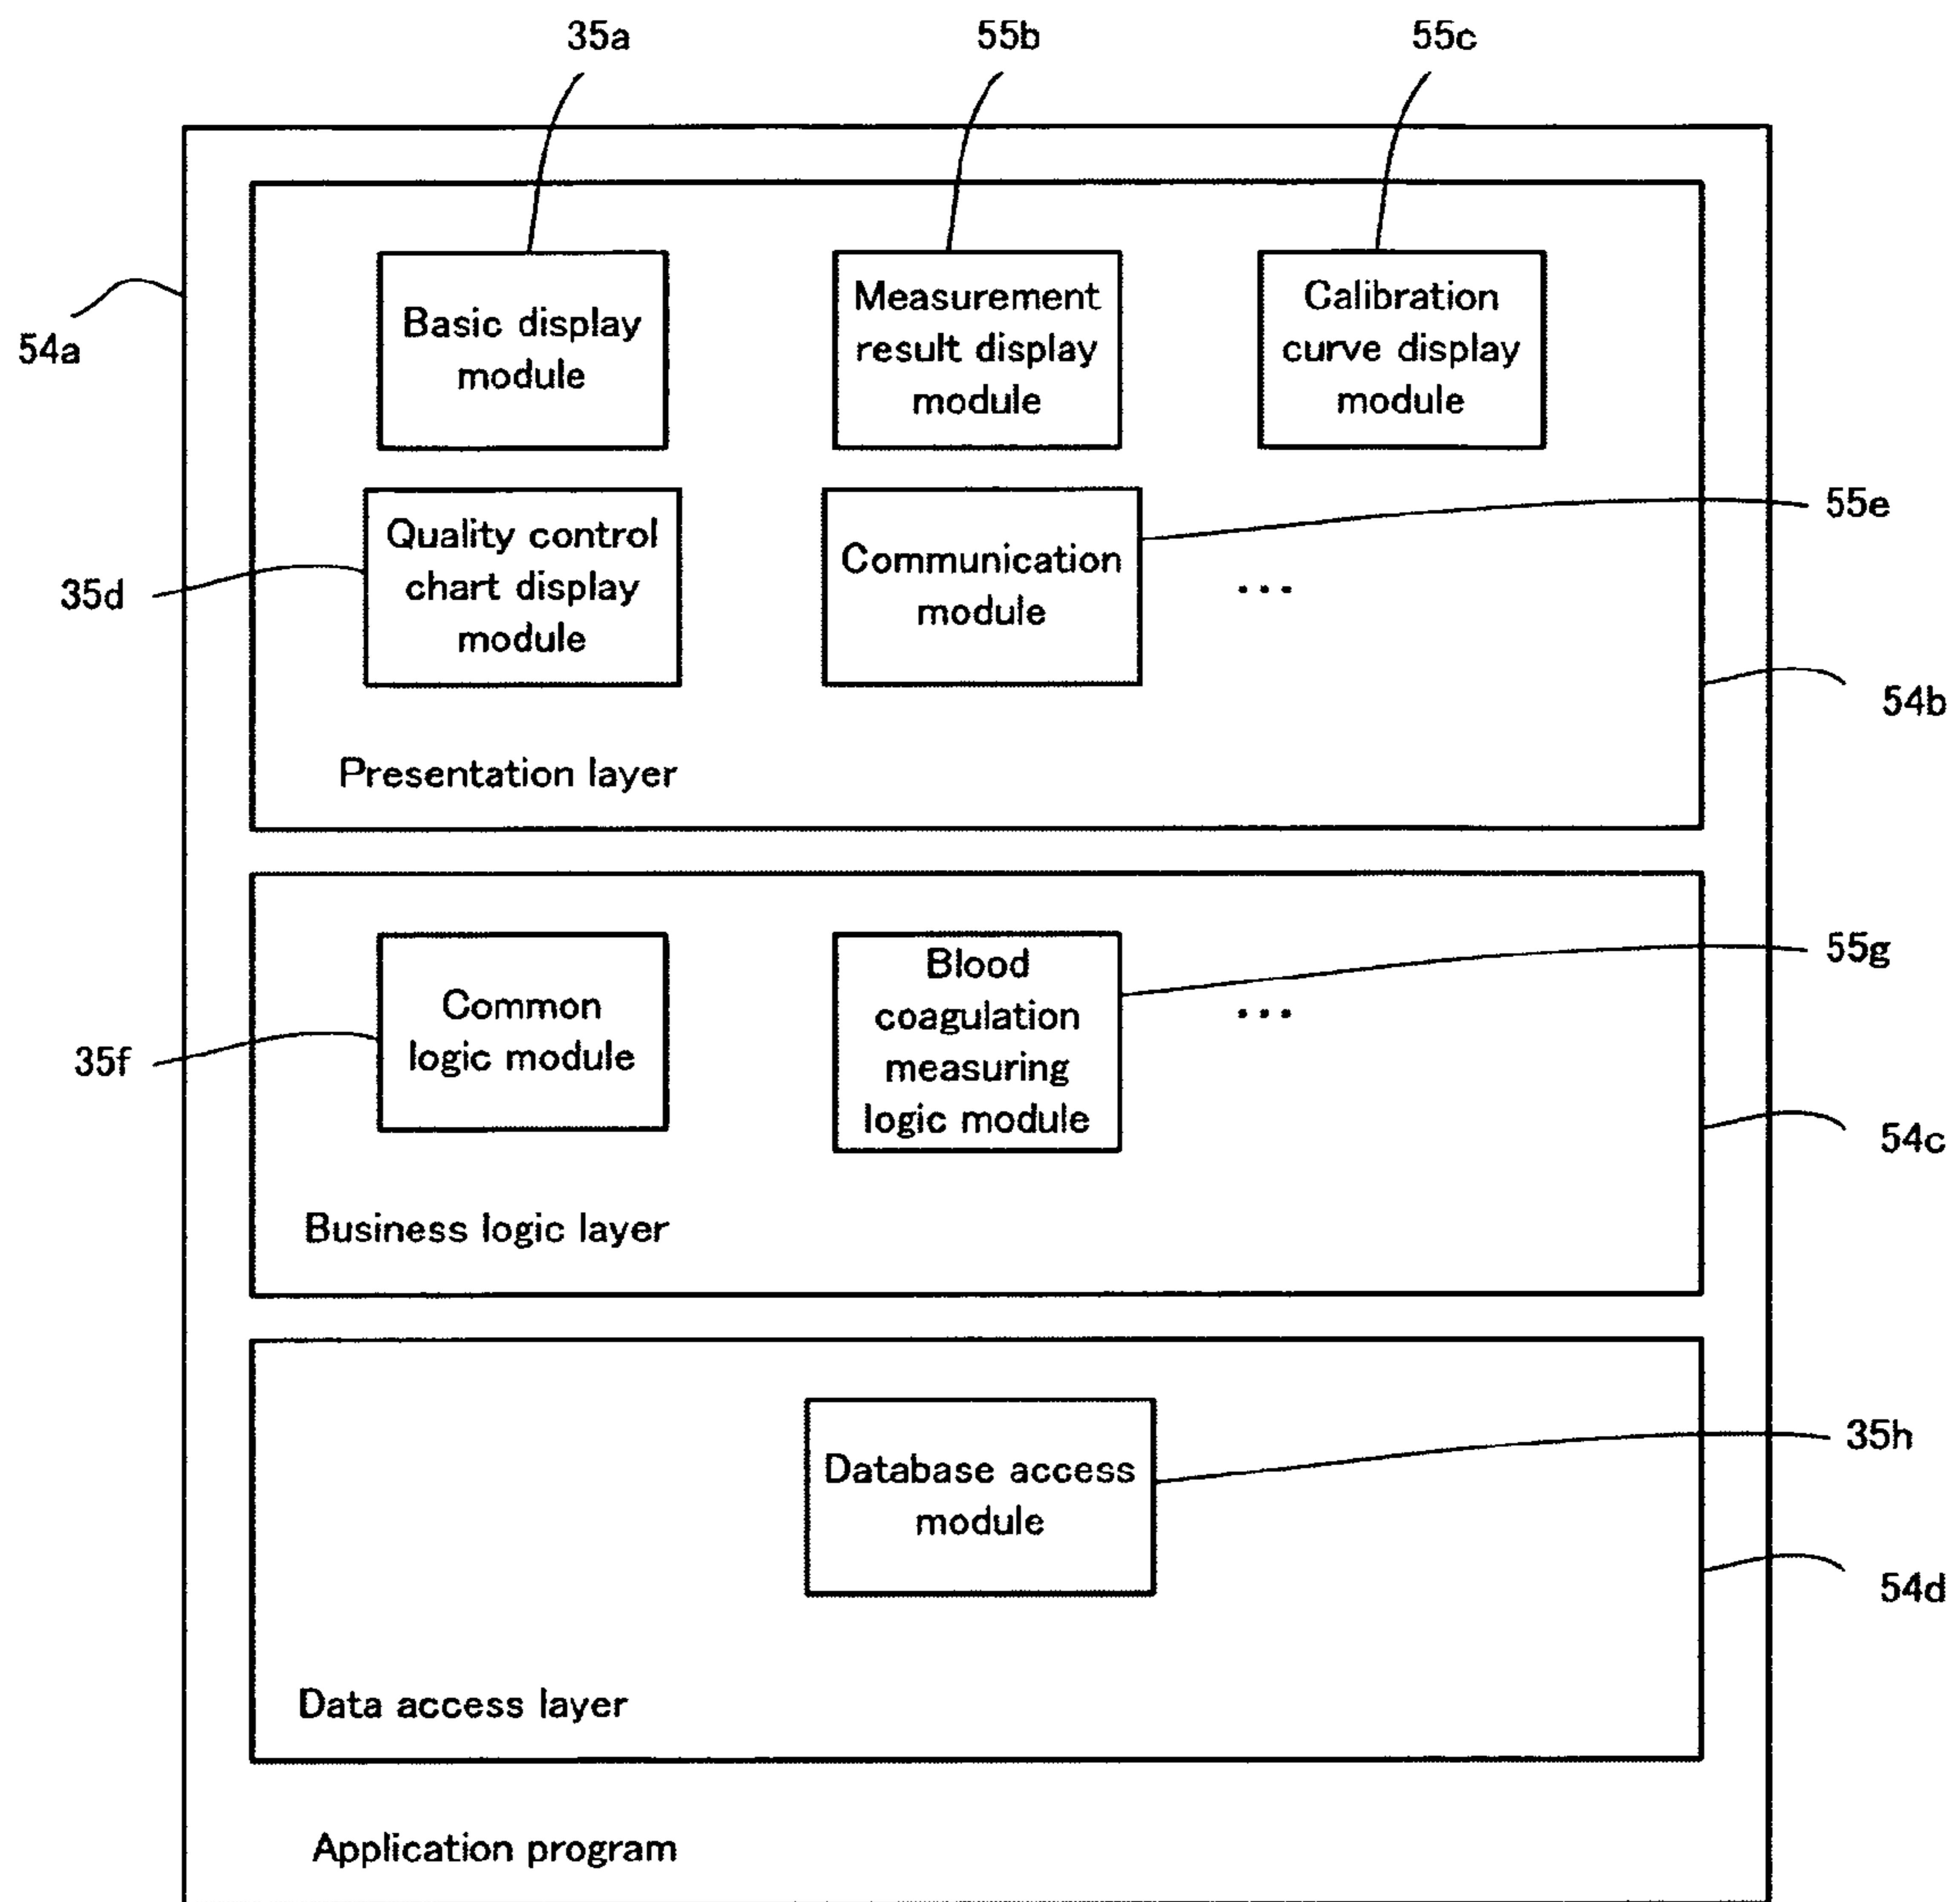 35a
55b
55c
54a
Basic display
module
Measurement
result display
module
Calibration
curve display
module
35d
Quality control
chart display
module
Communication
module
...
55e
54b
Presentation layer
35f
Common
logic module
Blood
coagulation
measuring
logic module
...
55g
54c
Business logic layer
Database access
module
35h
54d
Data access layer
Application program